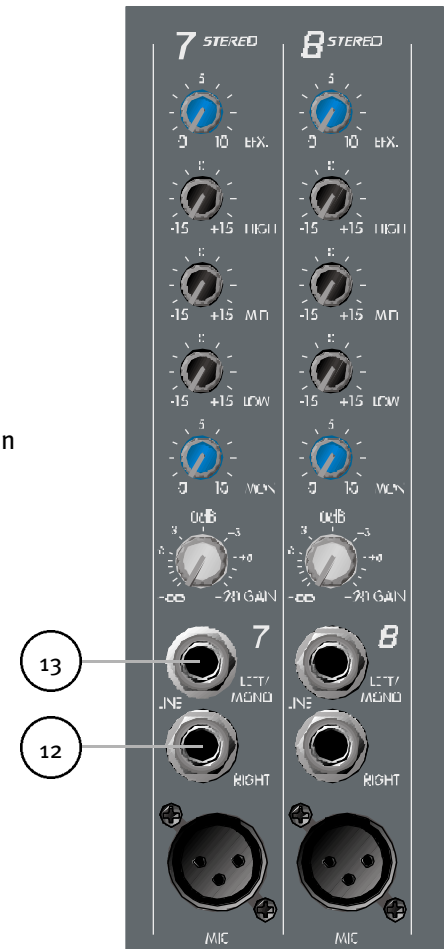 7 STEREO 8 STEREO
5 5
0 10 EFX. 0 10 EFX.
0 0
-15 +15 HIGH -15 +15 HIGH
0 0
-15 +15 MID -15 +15 MID
0 0
-15 +15 LOW -15 +15 LOW
n
5 5
0 10 MON 0 10 MON
0dB 0dB
-∞ -20 GAIN -∞ -20 GAIN
7 8
13
LEFT/ LEFT/
LINE MONO LINE MONO
12
RIGHT RIGHT
MIC MIC